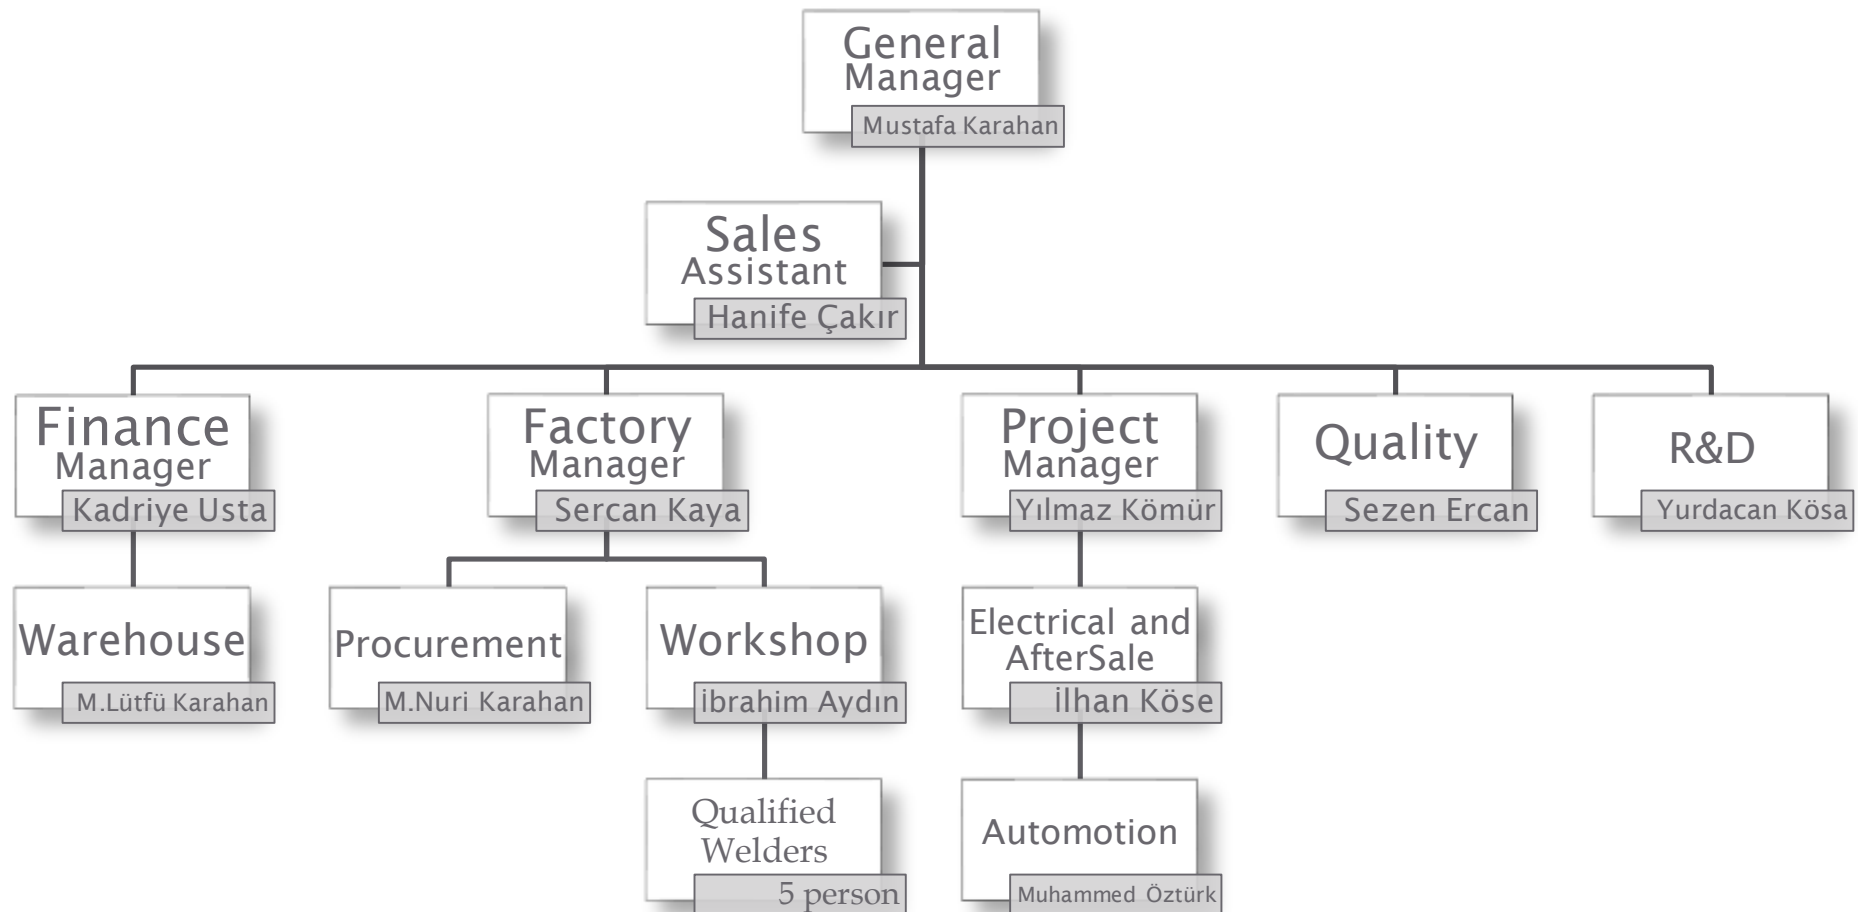 General
Manager
Mustafa Karahan
Sales
Assistant
Hanife Çakır
Finance
Manager
Kadriye Usta
Factory
Manager
Sercan Kaya
Project
Manager
Yılmaz Kömür
Quality
Sezen Ercan
R&D
Yurdacan Kösa
Warehouse
M.Lütfü Karahan
Procurement
M.Nuri Karahan
Workshop
İbrahim Aydın
Electrical and
AfterSale
İlhan Köse
Qualified
Welders
5 person
Automotion
Muhammed Öztürk